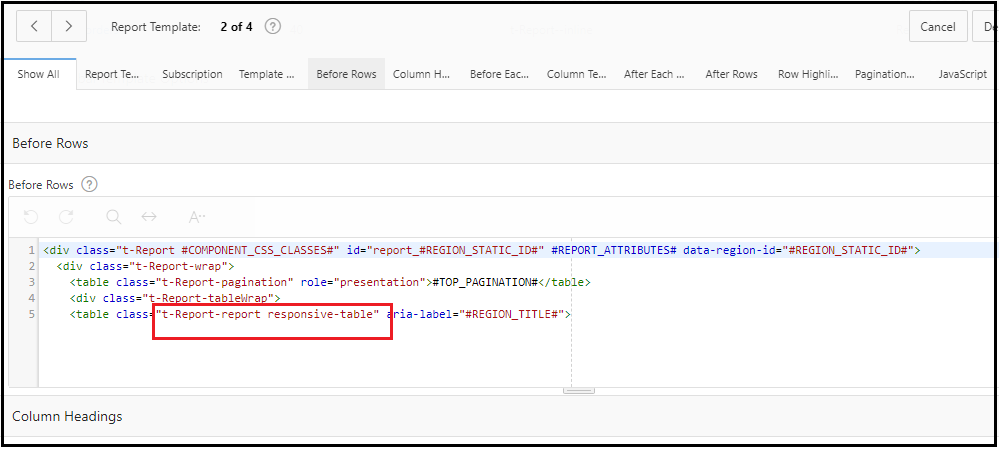 Report Template: 2 of 4 ? Cancel De
Show All Report Te... Subscription Template ... Before Rows Column H... Before Eac... Column Te... After Each ... After Rows Row Highli... Pagination... JavaScript
Before Rows
Before Rows ?
A
1 <div class="t-Report #COMPONENT_CSS_CLASSES#" id="report_#REGION_STATIC_ID#" #REPORT_ATTRIBUTES# data-region-id="#REGION_STATIC_ID#">
2 <div class="t-Report-wrap">
3 <table class="t-Report-pagination" role="presentation">#TOP_PAGINATION#</table>
4 <div class="t-Report-tableWrap">
5 <table class="t-Report-report responsive-table" aria-label="#REGION_TITLE#">
Column Headings